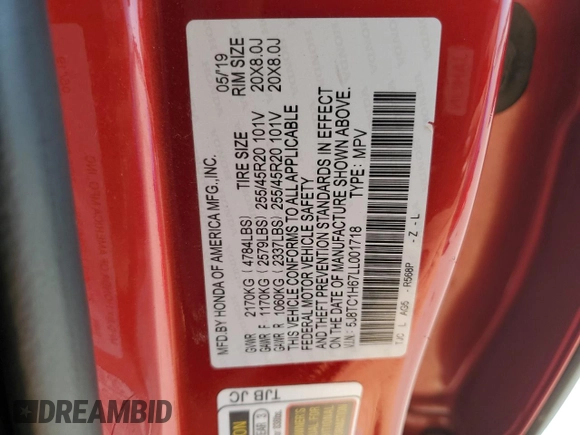 MFD.BY HONDA OF AMERICA MFG.,INC. 05/'19
TIRE SIZE RIM SIZE
GVWR 2170KG (4784LBS)
GAWR F 1170KG (2579LBS) 255/45R20 101V 20X8.0J
GAWR R 1060KG (2337LBS) 255/45R20 101V 20X8.0J
THIS VEHICLE CONFORMS TO ALL APPLICABLE
FEDERAL MOTOR VEHICLE SAFETY
AND THEFT PREVENTION STANDARDS IN EFFECT
ON THE DATE OF MANUFACTURE SHOWN ABOVE.
V.I.N: 5J8TC1H67LL001718 TYPE: MPV
TJC L AG5 - R568P - Z - L
TJB JC
DREAMBID